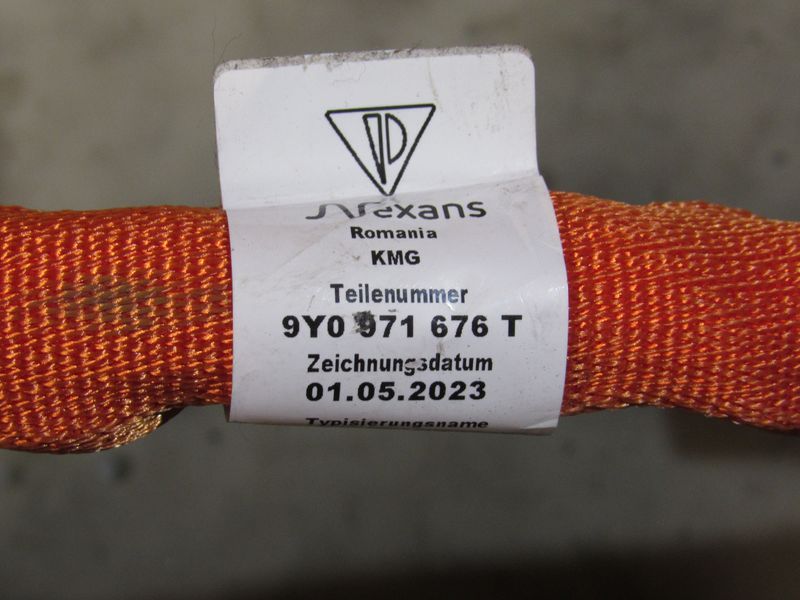 nexans
Romania
KMG
Teilenummer
9Y0 971 676 T
Zeichnungsdatum
01.05.2023
Typisierungsname